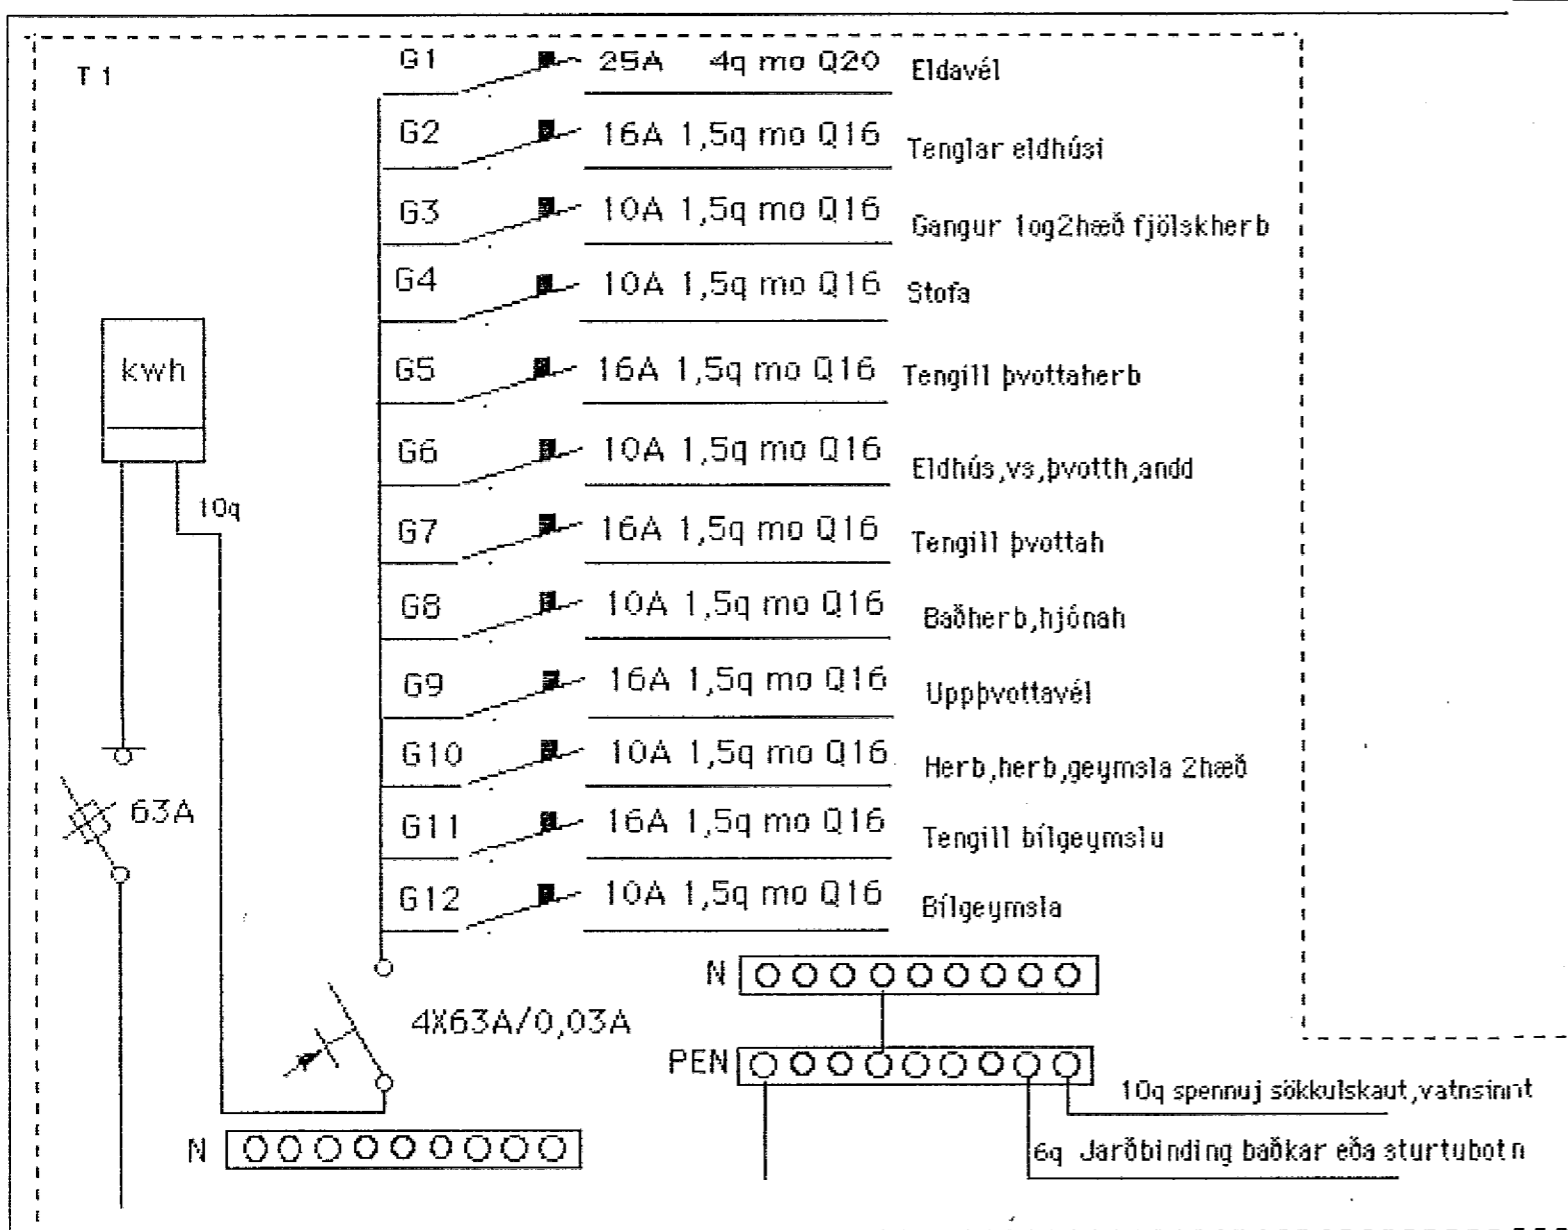 T 1
G1 25A 4q mo Q20 Eldavél
G2 16A 1,5q mo Q16 Tenglar eldhúsi
G3 10A 1,5q mo Q16 Gangur 1og2hæð fjölskherb
G4 10A 1,5q mo Q16 Stofa
kwh
G5 16A 1,5q mo Q16 Tengill þvottaherb
G6 10A 1,5q mo Q16 Eldhús,vs,þvotth,andd
10q
G7 16A 1,5q mo Q16 Tengill þvottah
G8 10A 1,5q mo Q16 Baðherb,hjónah
G9 16A 1,5q mo Q16 Uppþvottavél
G10 10A 1,5q mo Q16 Herb,herb,geymsla 2hæð
63A
G11 16A 1,5q mo Q16 Tengill bílgeymslu
G12 10A 1,5q mo Q16 Bílgeymsla
N
4X63A/0,03A
PEN
10q spennuj sökkulskaut,vatnsinnt
N
6q Jarðbinding baðkar eða sturtubotn